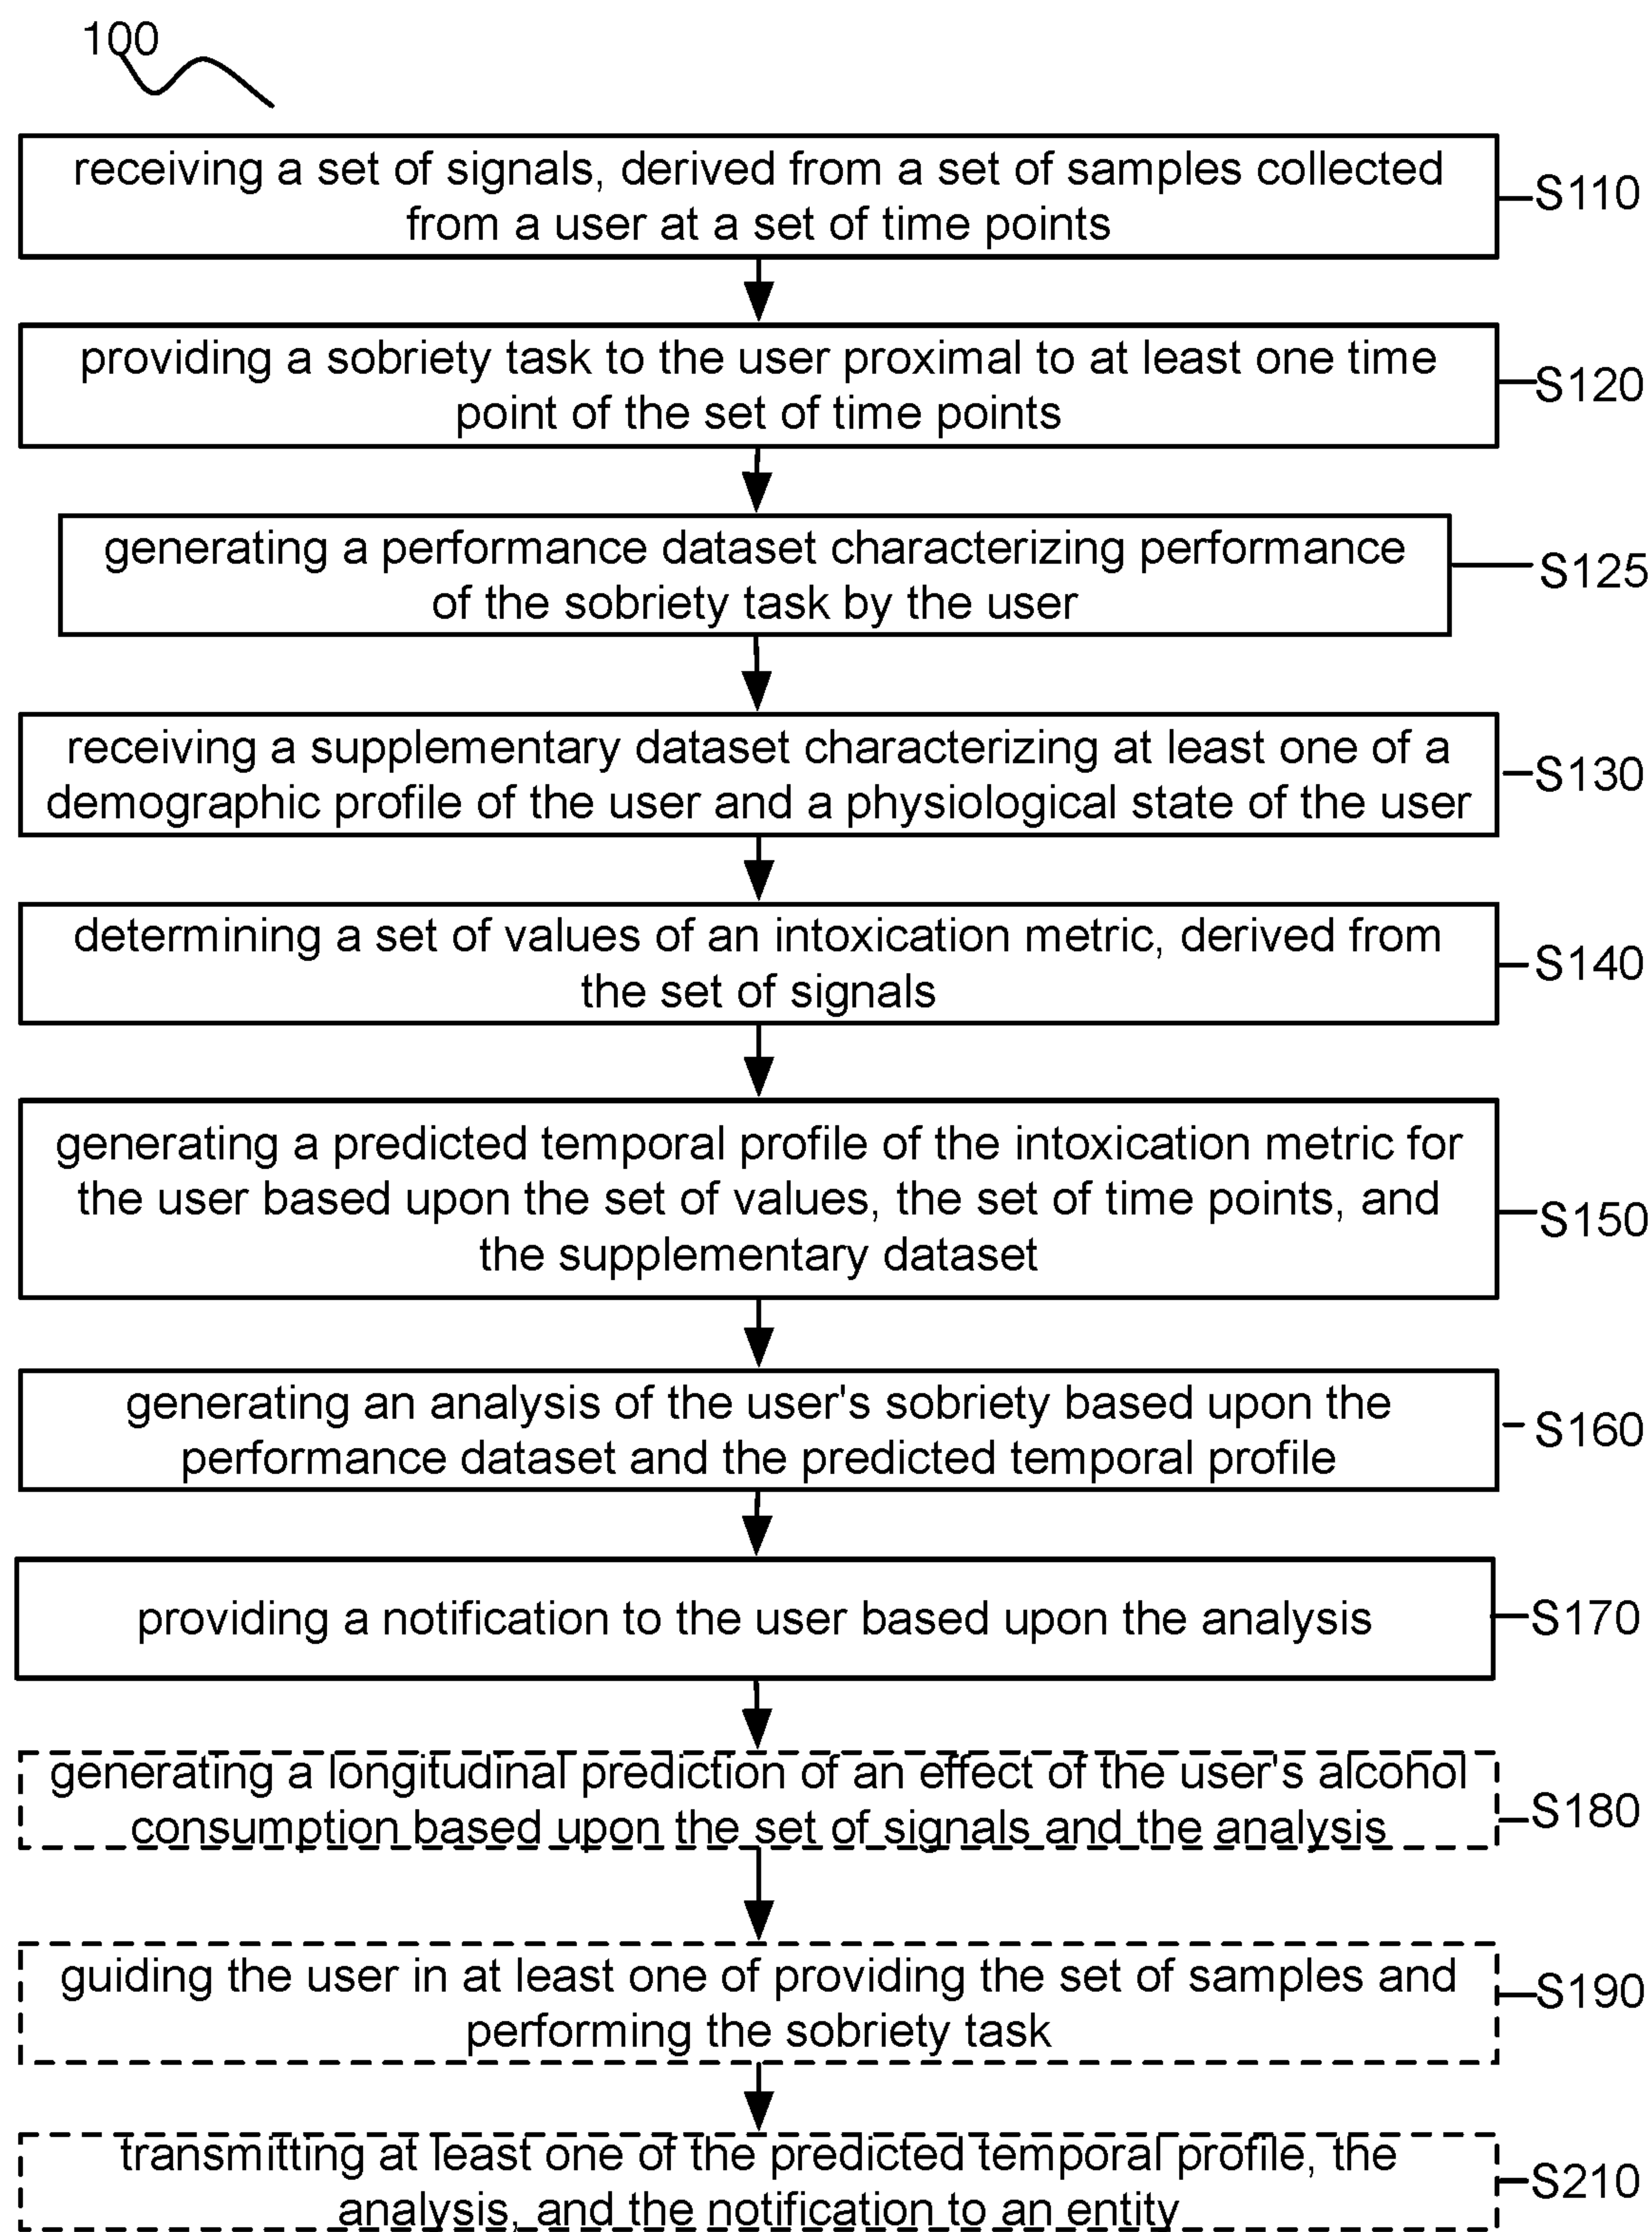 100
receiving a set of signals, derived from a set of samples collected
from a user at a set of time points
S110
providing a sobriety task to the user proximal to at least one time
point of the set of time points
S120
generating a performance dataset characterizing performance
of the sobriety task by the user
S125
receiving a supplementary dataset characterizing at least one of a
demographic profile of the user and a physiological state of the user
S130
determining a set of values of an intoxication metric, derived from
the set of signals
S140
generating a predicted temporal profile of the intoxication metric for
the user based upon the set of values, the set of time points, and
the supplementary dataset
S150
generating an analysis of the user's sobriety based upon the
performance dataset and the predicted temporal profile
S160
providing a notification to the user based upon the analysis
S170
generating a longitudinal prediction of an effect of the user's alcohol
consumption based upon the set of signals and the analysis
S180
guiding the user in at least one of providing the set of samples and
performing the sobriety task
S190
transmitting at least one of the predicted temporal profile, the
analysis, and the notification to an entity
S210